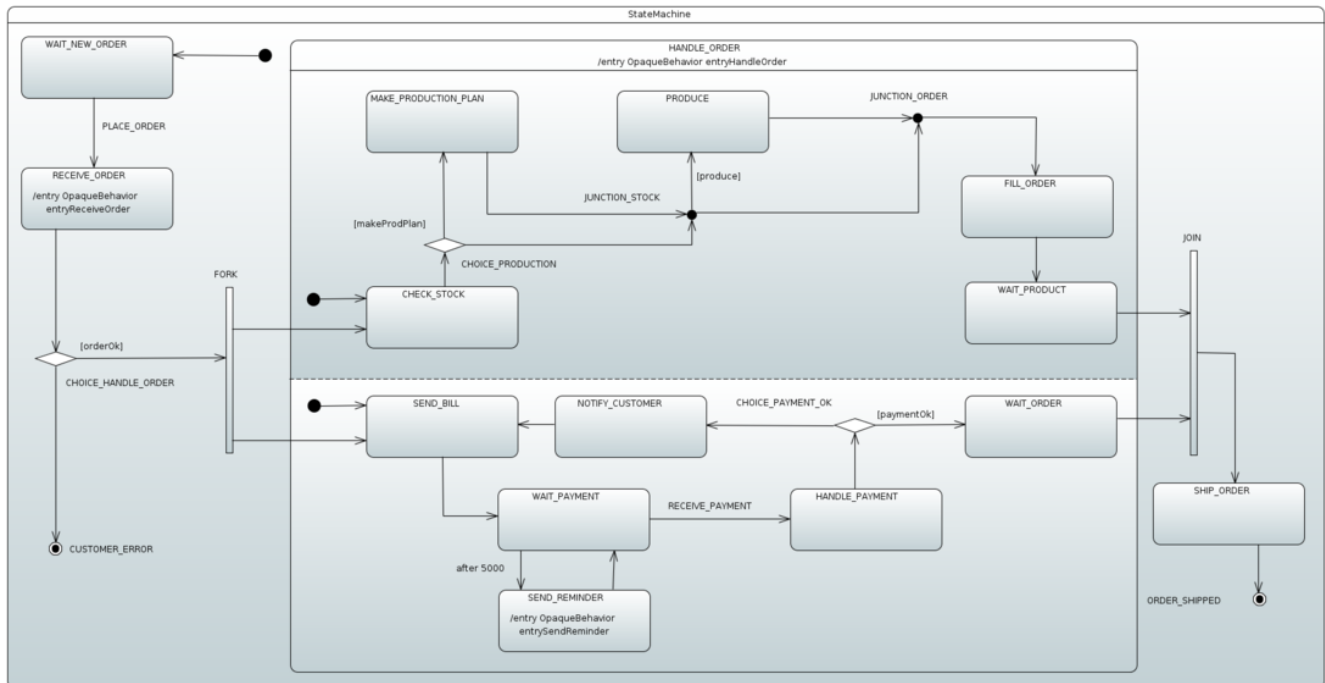 StateMachine
WAIT_NEW_ORDER
PLACE_ORDER
RECEIVE_ORDER
/entry OpaqueBehavior
entryReceiveOrder
[orderOk]
CHOICE_HANDLE_ORDER
CUSTOMER_ERROR
FORK
HANDLE_ORDER
/entry OpaqueBehavior entryHandleOrder
MAKE_PRODUCTION_PLAN
PRODUCE
JUNCTION_ORDER
[produce]
JUNCTION_STOCK
FILL_ORDER
[makeProdPlan]
CHOICE_PRODUCTION
CHECK_STOCK
WAIT_PRODUCT
JOIN
SEND_BILL
NOTIFY_CUSTOMER
CHOICE_PAYMENT_OK
[paymentOk]
WAIT_ORDER
WAIT_PAYMENT
RECEIVE_PAYMENT
HANDLE_PAYMENT
after 5000
SEND_REMINDER
/entry OpaqueBehavior
entrySendReminder
SHIP_ORDER
ORDER_SHIPPED